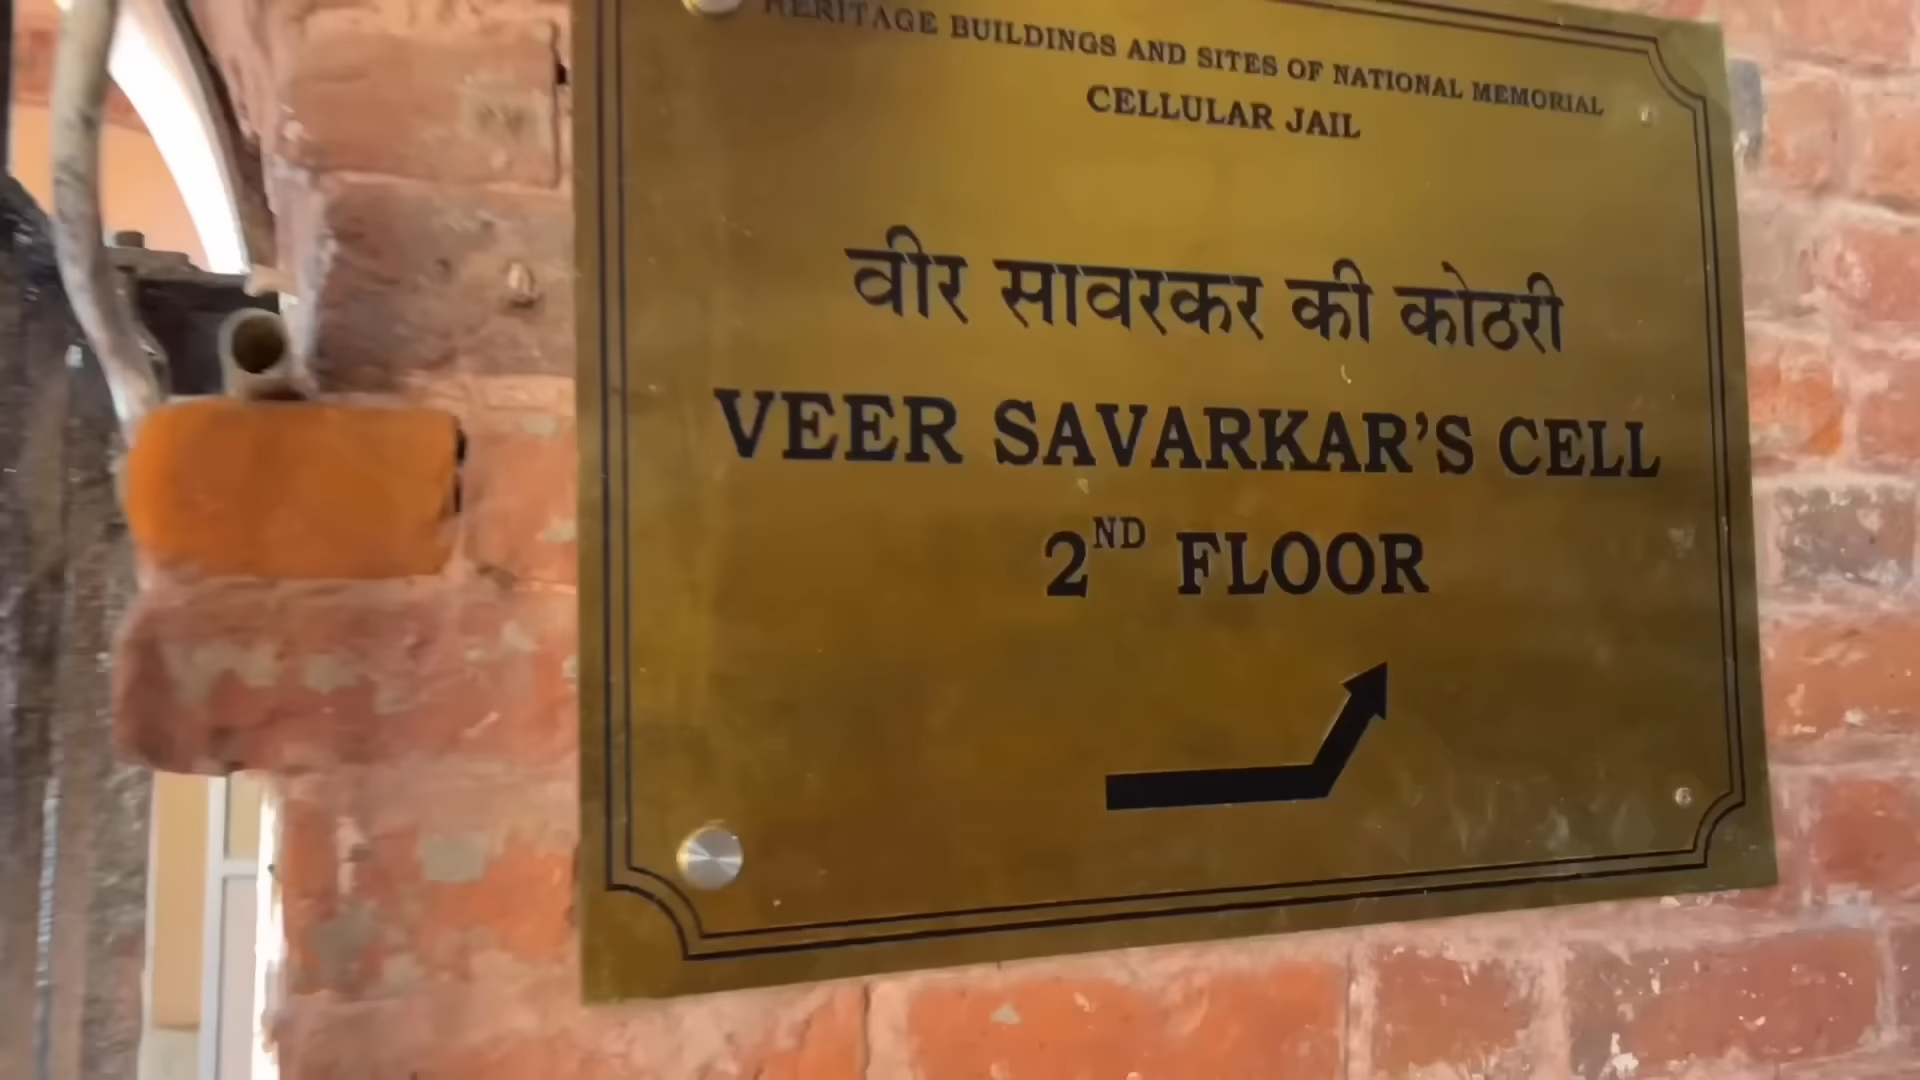 HERITAGE BUILDINGS AND SITES OF NATIONAL MEMORIAL
CELLULAR JAIL
वीर सावरकर की कोठरी
VEER SAVARKAR'S CELL
2ND FLOOR